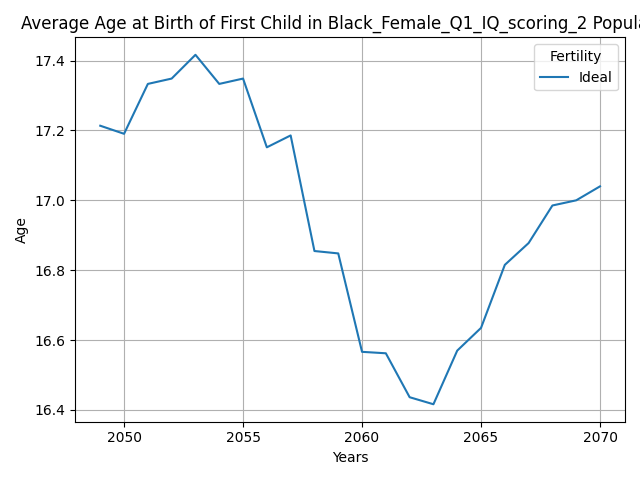 Average Age at Birth of First Child in Black_Female_Q1_IQ_scoring_2 Popula
Fertility
Ideal
17.4
17.2
17.0
16.8
16.6
16.4
Age
2050 2055 2060 2065 2070
Years